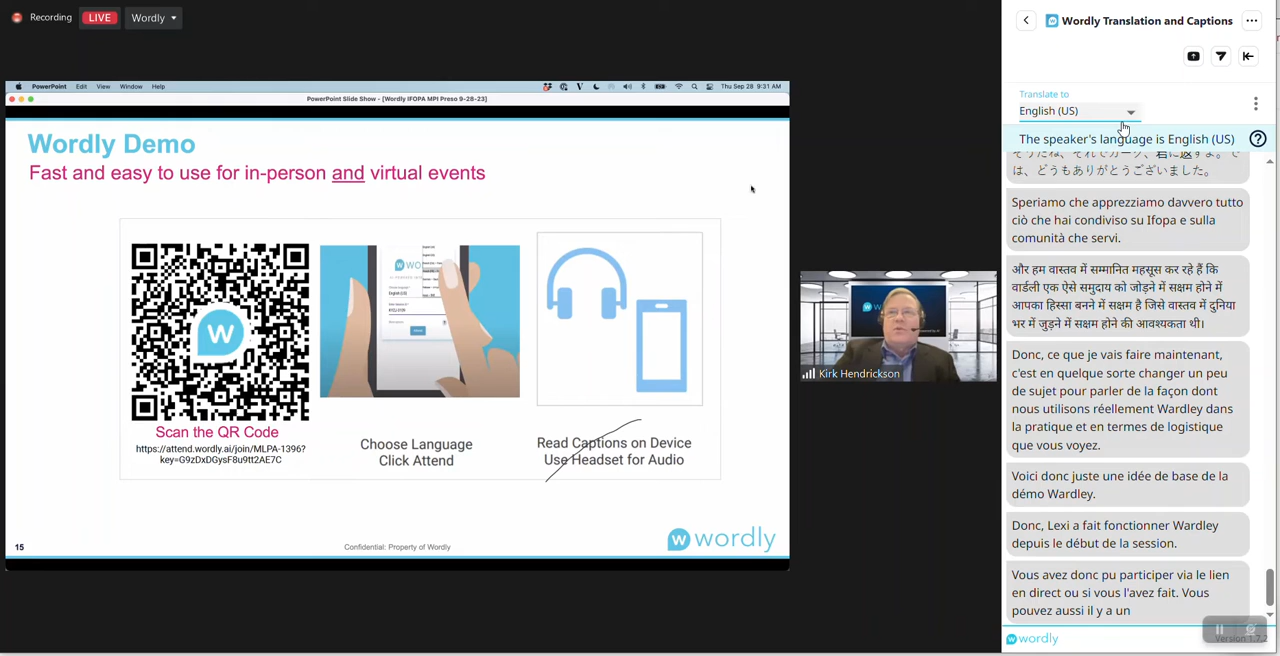 Recording
LIVE
Wordly
PowerPoint Edit View Window Help
Thu Sep 28 9:31 AM
PowerPoint Slide Show - [Wordly IFOPA MPI Preso 9-28-23]
Wordly Demo
Fast and easy to use for in-person and virtual events
Scan the QR Code
https://attend.wordly.ai/join/MLPA-1396?
key=G9zDxDGysF8u9tt2AE7C
Choose Language
Click Attend
Read Captions on Device
Use Headset for Audio
15
Confidential: Property of Wordly
wordly
Kirk Hendrickson
Wordly Translation and Captions
Translate to
English (US)
The speaker's language is English (US)
は、どうもありがとうございました。
Speriamo che apprezziamo davvero tutto
ciò che hai condiviso su Ifopa e sulla
comunità che servi.
और हम वास्तव में सम्मानित महसूस कर रहे हैं कि
वार्डली एक ऐसे समुदाय को जोड़ने में सक्षम होने में
आपका हिस्सा बनने में सक्षम है जिसे वास्तव में दुनिया
भर में जुड़ने में सक्षम होने की आवश्यकता थी।
Donc, ce que je vais faire maintenant,
c'est en quelque sorte changer un peu
de sujet pour parler de la façon dont
nous utilisons réellement Wardley dans
la pratique et en termes de logistique
que vous voyez.
Voici donc juste une idée de base de la
démo Wardley.
Donc, Lexi a fait fonctionner Wardley
depuis le début de la session.
Vous avez donc pu participer via le lien
en direct ou si vous l'avez fait. Vous
pouvez aussi il y a un
wordly
Version 1.7.2